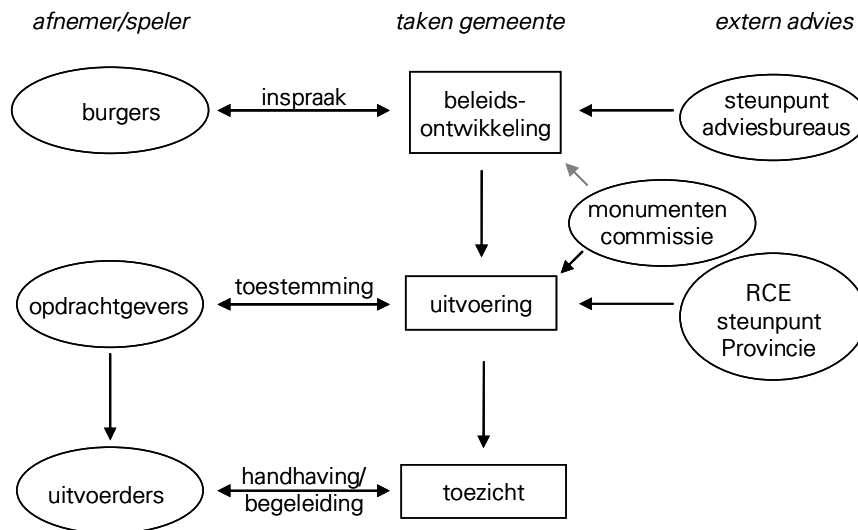 afnemer/speler
taken gemeente
extern advies
burgers
inspraak
beleids-
ontwikkeling
steunpunt
adviesbureaus
monumenten
commissie
opdrachtgevers
toestemming
uitvoering
RCE
steunpunt
Provincie
uitvoerders
handhaving/
begeleiding
toezicht